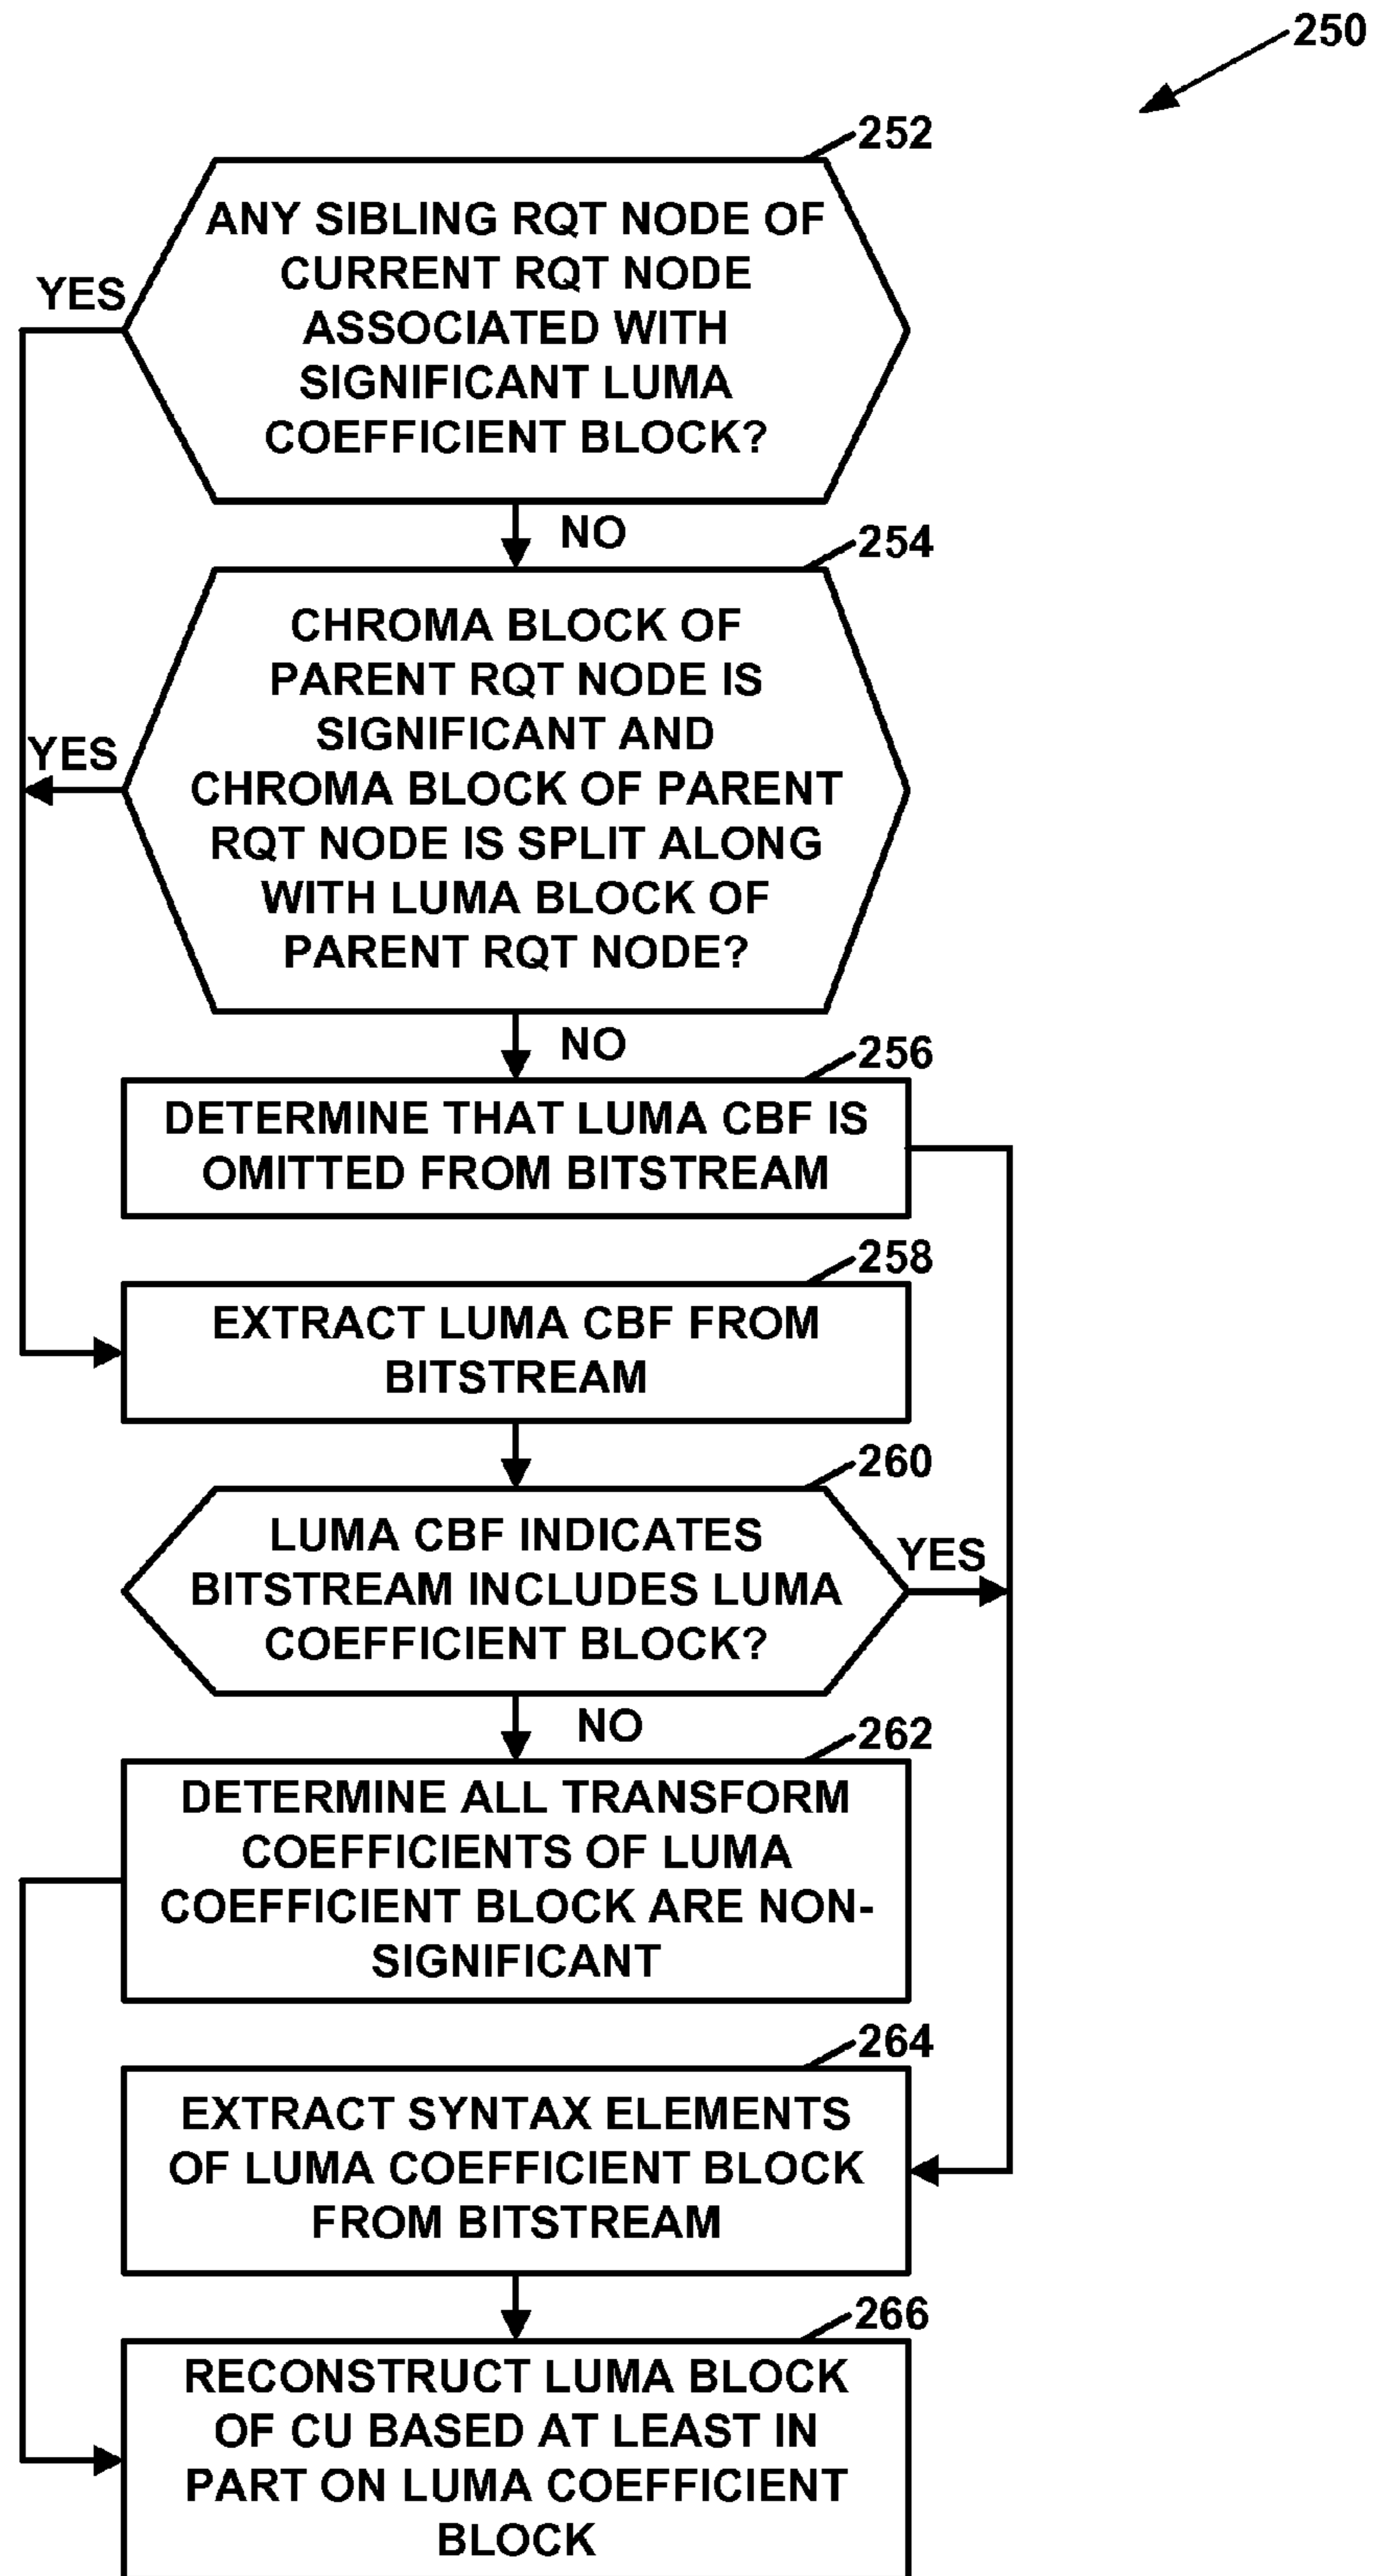 250
252
ANY SIBLING RQT NODE OF
CURRENT RQT NODE
ASSOCIATED WITH
SIGNIFICANT LUMA
COEFFICIENT BLOCK?
YES
NO
254
CHROMA BLOCK OF
PARENT RQT NODE IS
SIGNIFICANT AND
CHROMA BLOCK OF PARENT
RQT NODE IS SPLIT ALONG
WITH LUMA BLOCK OF
PARENT RQT NODE?
YES
NO
256
DETERMINE THAT LUMA CBF IS
OMITTED FROM BITSTREAM
258
EXTRACT LUMA CBF FROM
BITSTREAM
260
LUMA CBF INDICATES
BITSTREAM INCLUDES LUMA
COEFFICIENT BLOCK?
YES
NO
262
DETERMINE ALL TRANSFORM
COEFFICIENTS OF LUMA
COEFFICIENT BLOCK ARE NON-
SIGNIFICANT
264
EXTRACT SYNTAX ELEMENTS
OF LUMA COEFFICIENT BLOCK
FROM BITSTREAM
266
RECONSTRUCT LUMA BLOCK
OF CU BASED AT LEAST IN
PART ON LUMA COEFFICIENT
BLOCK